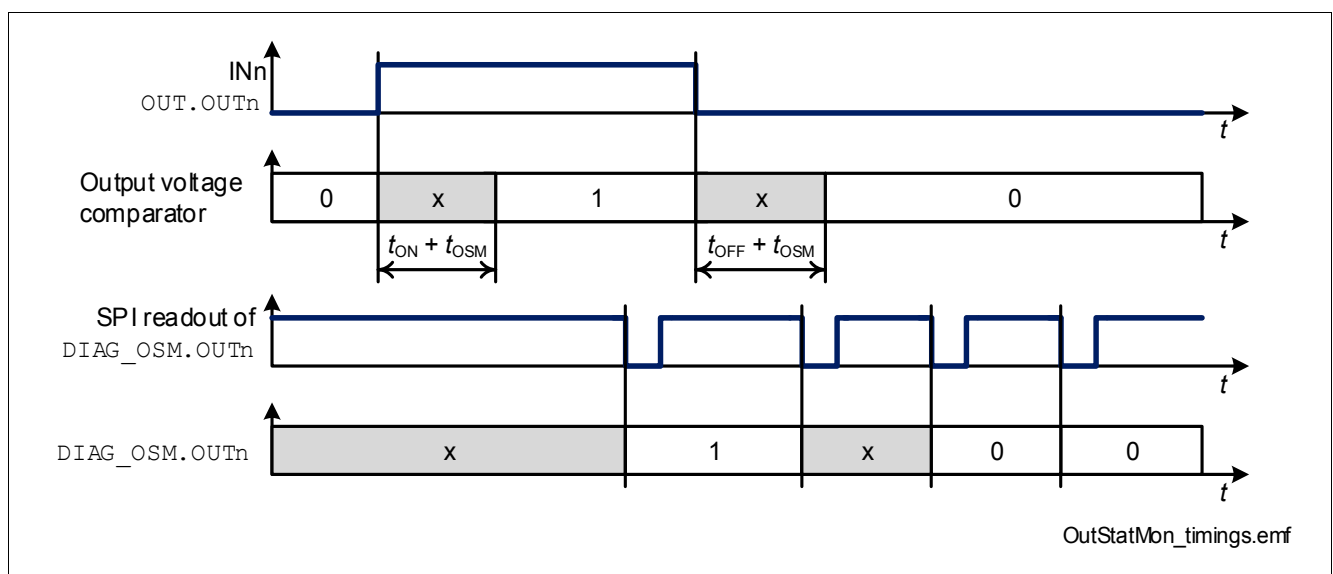 INn
OUT.OUTn
t
Output voltage
comparator
0 x 1 x 0
t
tON + tOSM tOFF + tOSM
SPI readout of
DIAG_OSM.OUTn
t
DIAG_OSM.OUTn
x 1 x 0 0
t
OutStatMon_timings.emf